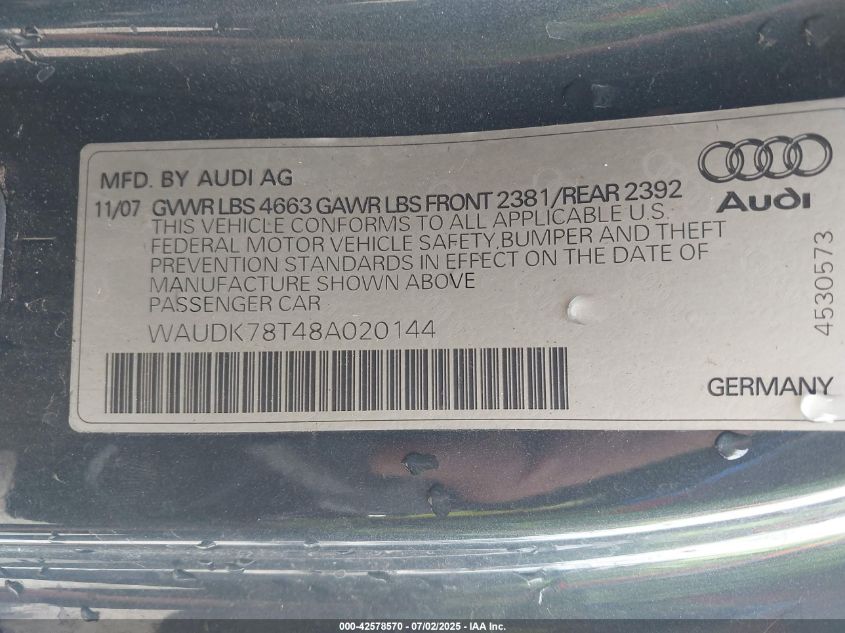 MFD. BY AUDI AG
11/07 GVWR LBS 4663 GAWR LBS FRONT 2381/REAR 2392
THIS VEHICLE CONFORMS TO ALL APPLICABLE U.S.
FEDERAL MOTOR VEHICLE SAFETY,BUMPER AND THEFT
PREVENTION STANDARDS IN EFFECT ON THE DATE OF
MANUFACTURE SHOWN ABOVE
PASSENGER CAR
WAUDK78T48A020144
Audi
4530573
GERMANY
000-42578570 - 07/02/2025 - IAA Inc.